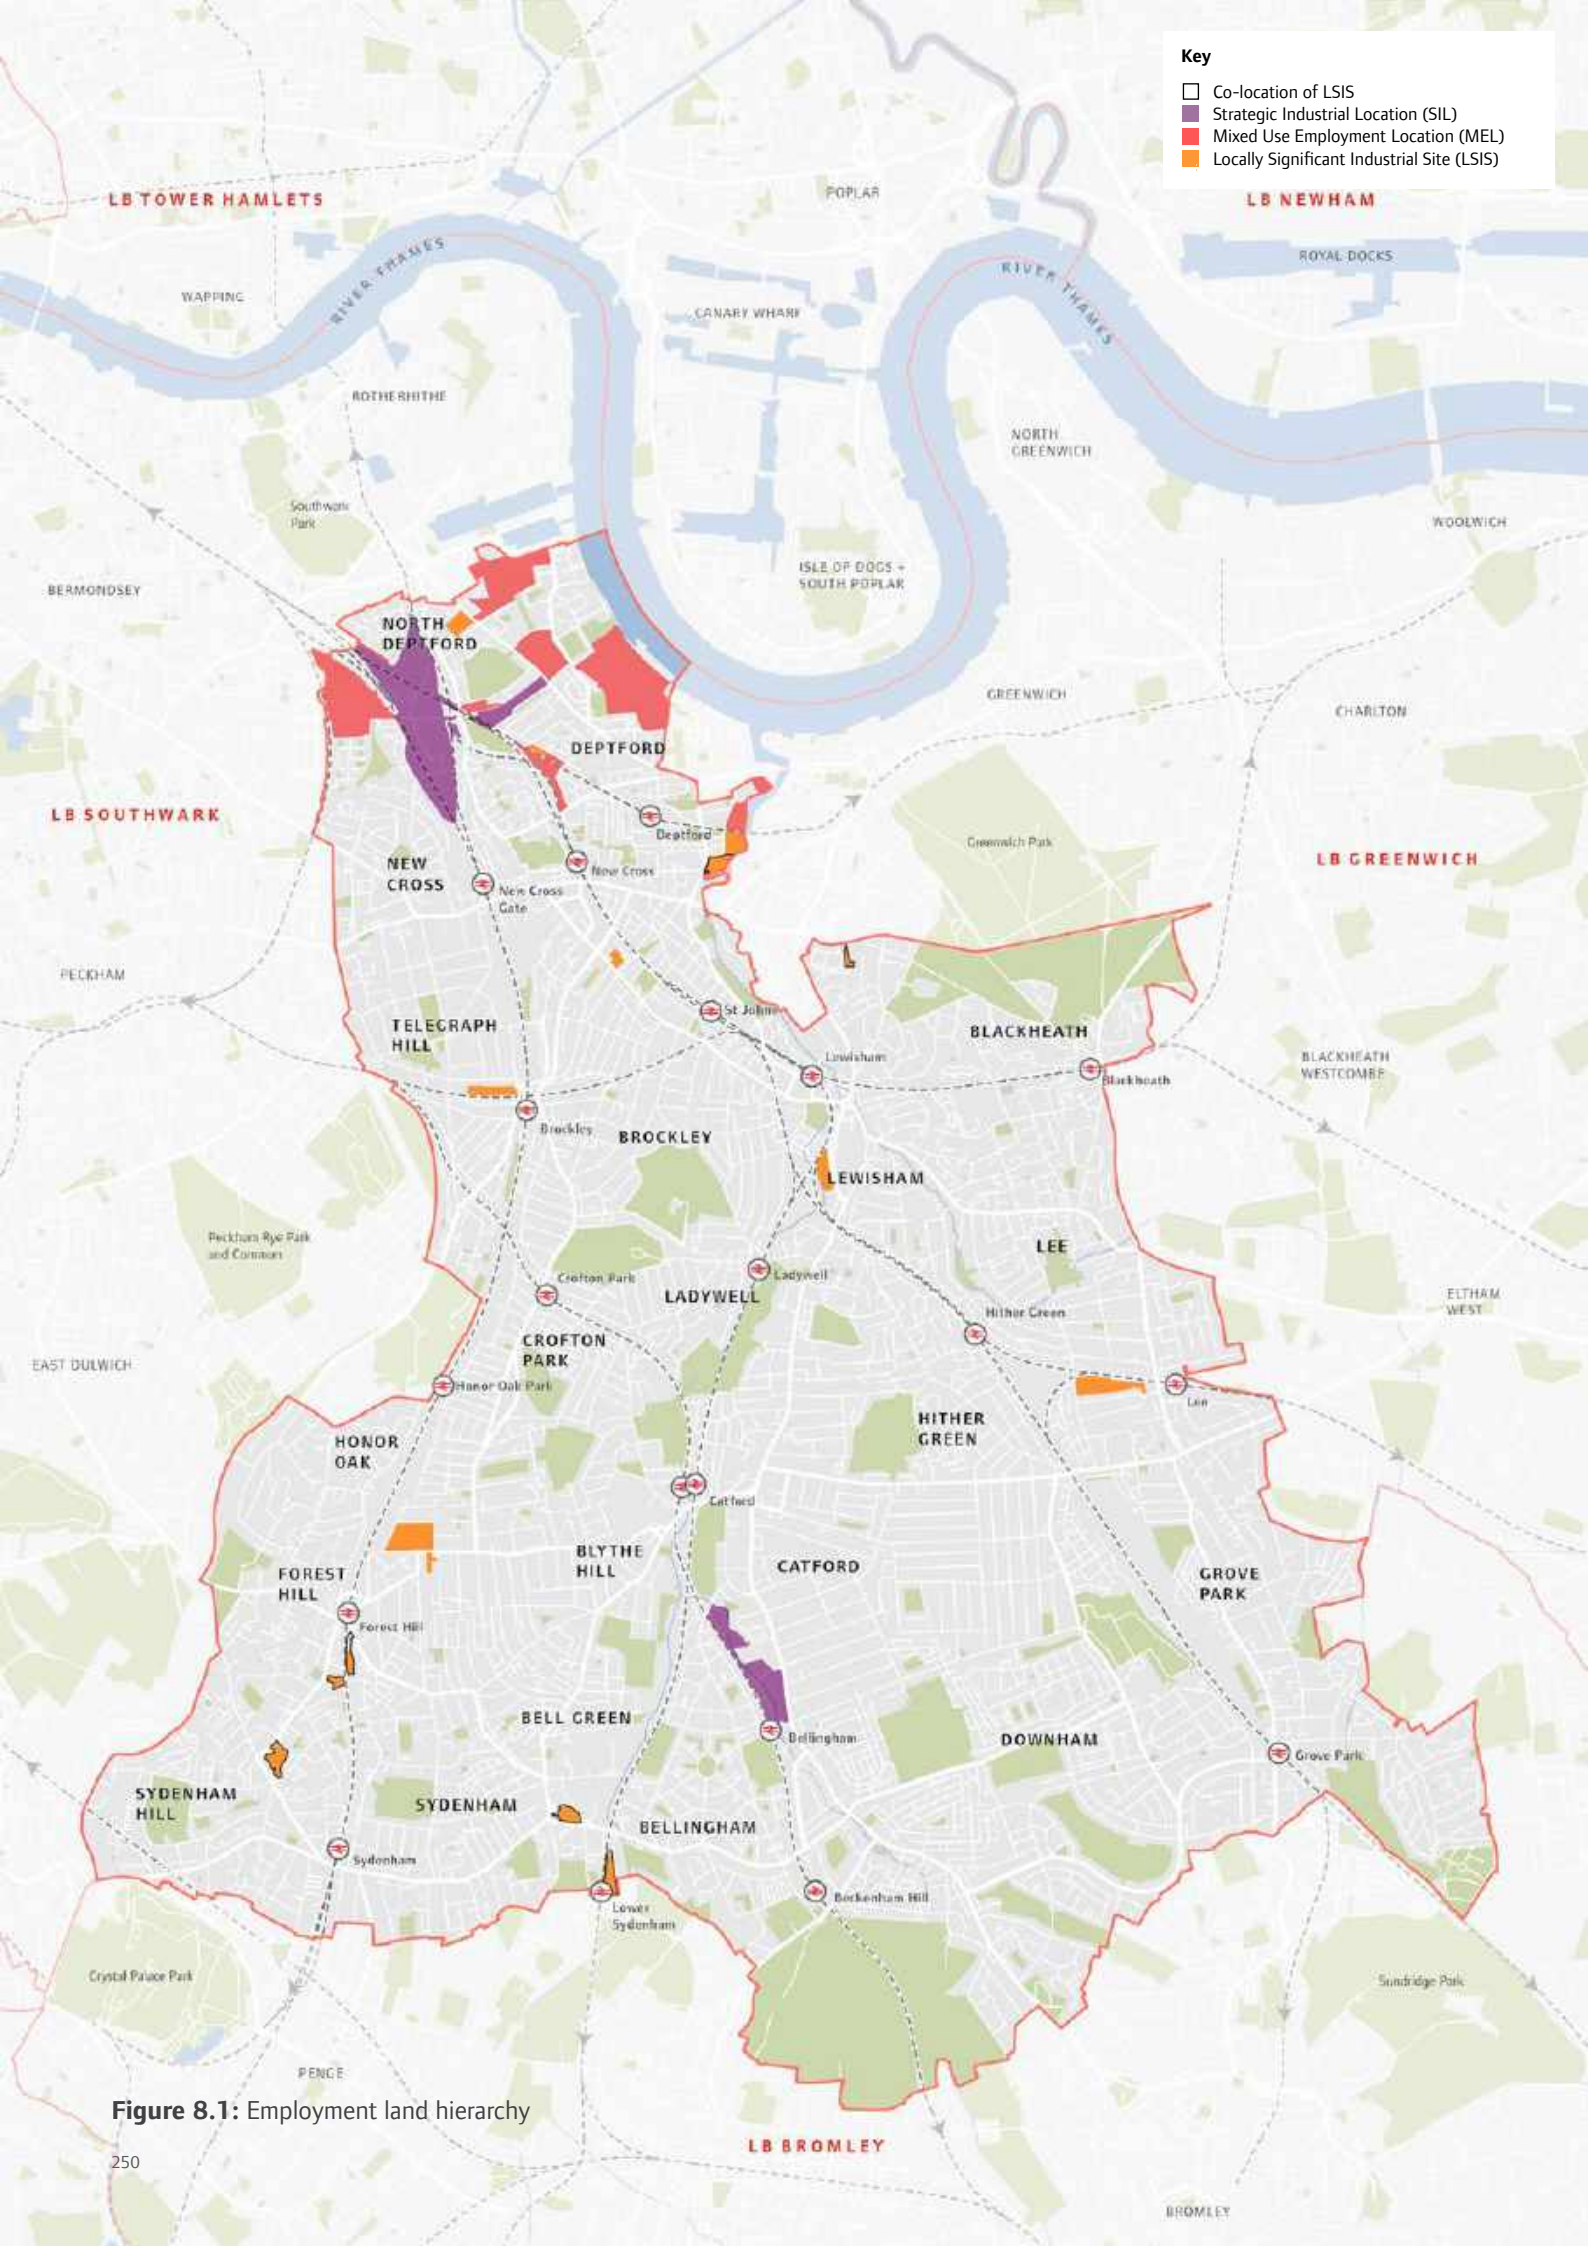 Key
Co-location of LSIS
Strategic Industrial Location (SIL)
Mixed Use Employment Location (MEL)
Locally Significant Industrial Site (LSIS)
LB TOWER HAMLETS
POPLAR
LB NEWHAM
RIVER THAMES
ROYAL DOCKS
RIVER THAMES
WAPPING
CANARY WHARF
ROTHERHITHE
NORTH
GREENWICH
Southwark
Park
WOOLWICH
ISLE OF DOGS +
SOUTH POPLAR
BERMONDSEY
NORTH
DEPTFORD
GREENWICH
CHARLTON
DEPTFORD
LB SOUTHWARK
Deptford
Greenwich Park
LB GREENWICH
NEW
CROSS
New Cross
New Cross
Gate
PECKHAM
St Johns
TELEGRAPH
HILL
BLACKHEATH
Lewisham
BLACKHEATH
WESTCOMBE
Blackheath
Brockley
BROCKLEY
LEWISHAM
Peckham Rye Park
and Common
LEE
Crofton Park
Ladywell
LADYWELL
ELTHAM
WEST
Hither Green
CROFTON
PARK
EAST DULWICH
Honor Oak Park
Lee
HITHER
GREEN
HONOR
OAK
Catford
BLYTHE
HILL
CATFORD
FOREST
HILL
GROVE
PARK
Forest Hill
BELL GREEN
Bellingham
DOWNHAM
Grove Park
SYDENHAM
HILL
SYDENHAM
BELLINGHAM
Sydenham
Beckenham Hill
Lower
Sydenham
Crystal Palace Park
Sundridge Park
PENGE
Figure 8.1: Employment land hierarchy
LB BROMLEY
250
BROMLEY